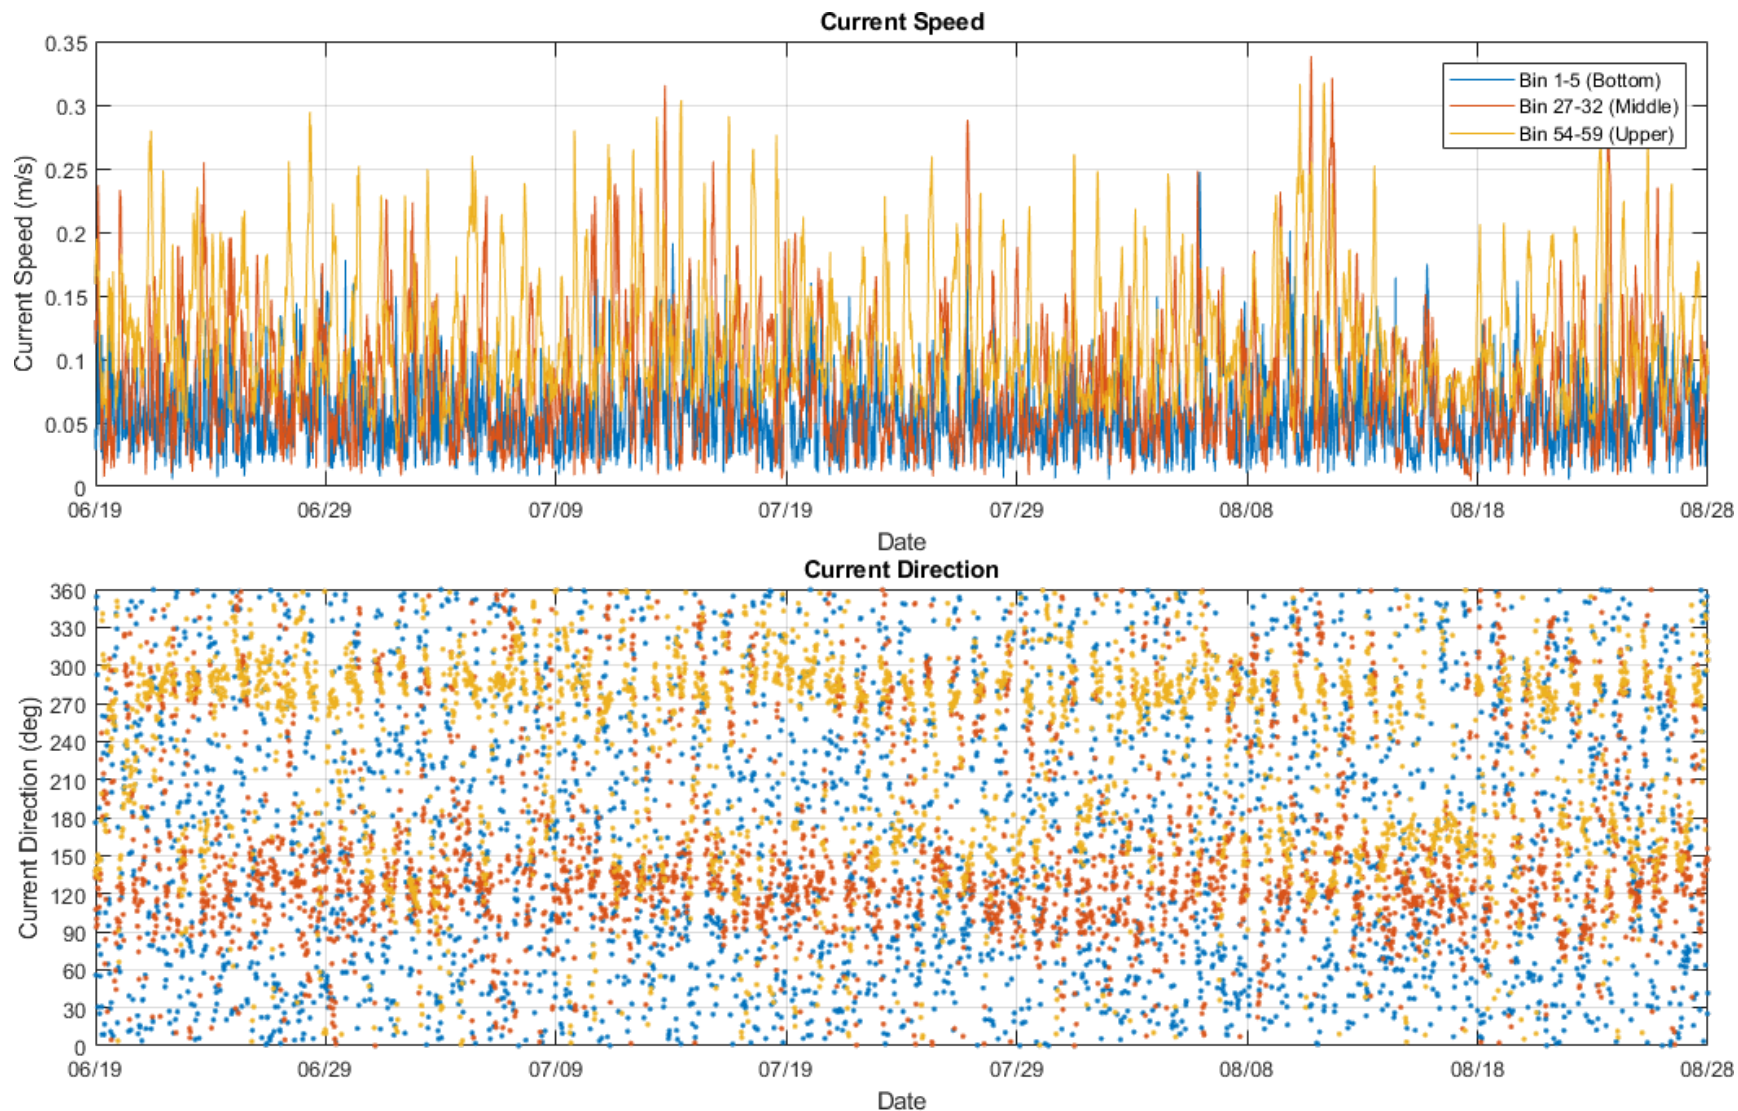 Current Speed
Current Speed (m/s)
0.35
0.3
0.25
0.2
0.15
0.1
0.05
0
Bin 1-5 (Bottom)
Bin 27-32 (Middle)
Bin 54-59 (Upper)
06/19 06/29 07/09 07/19 07/29 08/08 08/18 08/28
Date
Current Direction
Current Direction (deg)
360
330
300
270
240
210
180
150
120
90
60
30
0
06/19 06/29 07/09 07/19 07/29 08/08 08/18 08/28
Date